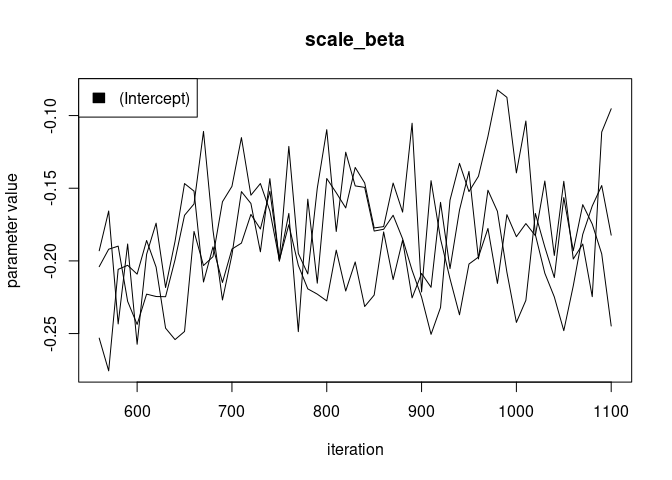 scale_beta
(Intercept)
-0.10
-0.15
-0.20
-0.25
parameter value
600 700 800 900 1000 1100
iteration